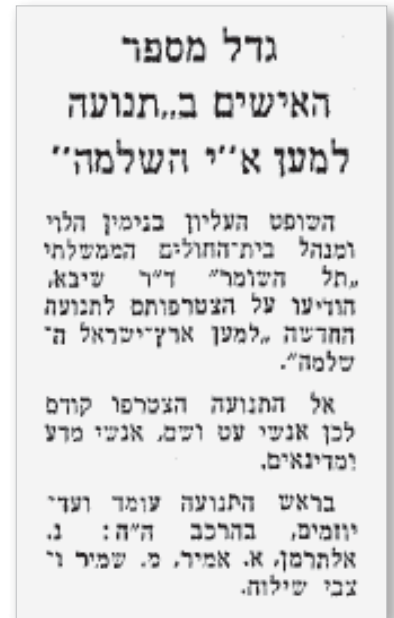 גדל מספר
האישים ב„תנועה
למען א״י השלמה״
השופט העליון בנימין הלוי
ומנהל בית־החולים הממשלתי
„תל השומר״ ד״ר שיבא,
הודיעו על הצטרפותם לתנועה
החדשה „למען ארץ־ישראל ה־
שלמה״.
אל התנועה הצטרפו קודם
לכן אנשי עט ושם, אנשי מדע
ומדינאים.
בראש התנועה עומד ועד־
יוזמים, בהרכב ה״ה: נ.
אלתרמן, א. אמיר, מ. שמיר ו־
צבי שילוח.